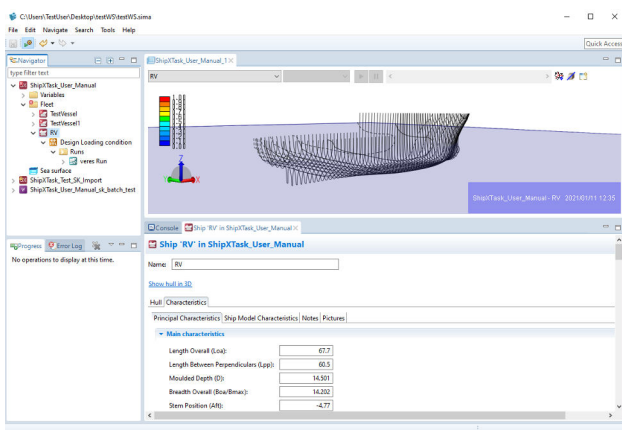 C:\Users\TestUser\Desktop\testWS\testWS.sima
File Edit Navigate Search Tools Help
Quick Access
Navigator
type filter text
ShipXTask_User_Manual
Variables
Fleet
TestVessel
TestVessel1
RV
Design Loading condition
Runs
veres Run
Sea surface
ShipXTask_Test_SK_Import
ShipXTask_User_Manual_sk_batch_test
Progress Error Log
No operations to display at this time.
ShipXTask_User_Manual_1
RV
Z
X
ShipXTask_User_Manual - RV 2021/01/11 12:35
Console Ship 'RV' in ShipXTask_User_Manual
Ship 'RV' in ShipXTask_User_Manual
Name: RV
Show hull in 3D
Hull Characteristics
Principal Characteristics Ship Model Characteristics Notes Pictures
Main characteristics
Length Overall (Loa): 67.7
Length Between Perpendiculars (Lpp): 60.5
Moulded Depth (D): 14.501
Breadth Overall (Boa/Bmax): 14.202
Stern Position (Aft): -4.77